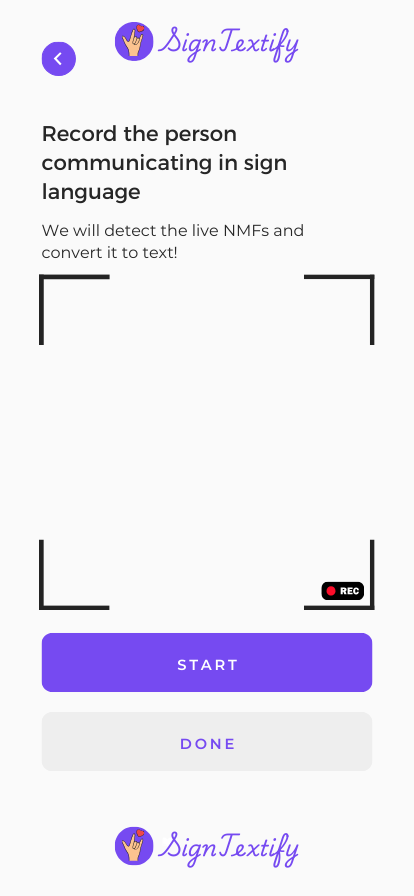 SignTextify
Record the person
communicating in sign
language
We will detect the live NMFs and
convert it to text!
REC
START
DONE
SignTextify